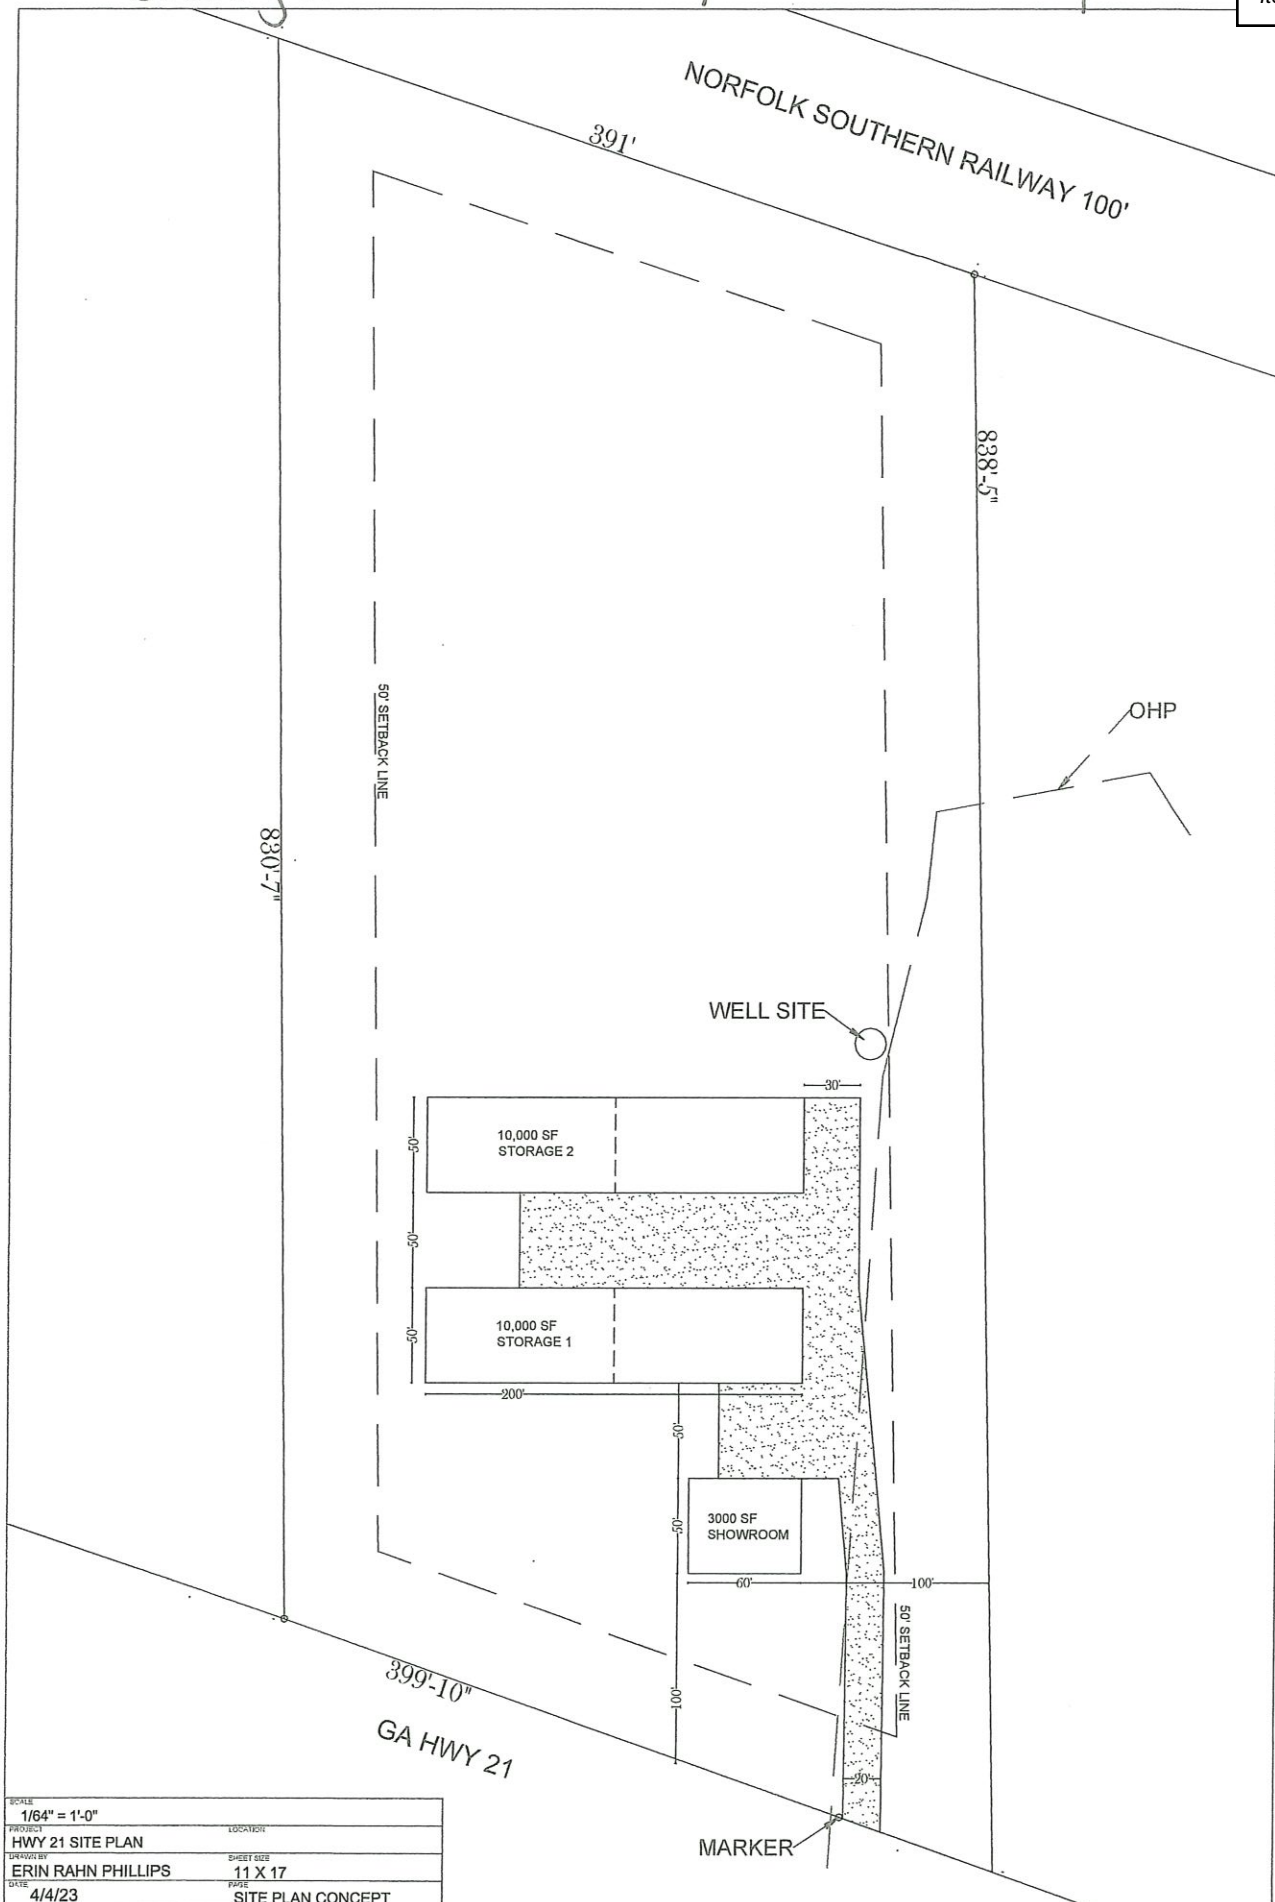 NORFOLK SOUTHERN RAILWAY 100'
391'
838'-5"
OHP
50' SETBACK LINE
830'-7"
WELL SITE
30'
50'
10,000 SF
STORAGE 2
50'
50'
10,000 SF
STORAGE 1
200'
50'
50'
3000 SF
SHOWROOM
60'
100'
50' SETBACK LINE
399'-10"
100'
GA HWY 21
20'
MARKER
SCALE
1/64" = 1'-0"
PROJECT LOCATION
HWY 21 SITE PLAN
DRAWN BY SHEET SIZE
ERIN RAHN PHILLIPS 11 X 17
DATE PAGE
4/4/23 SITE PLAN CONCEPT